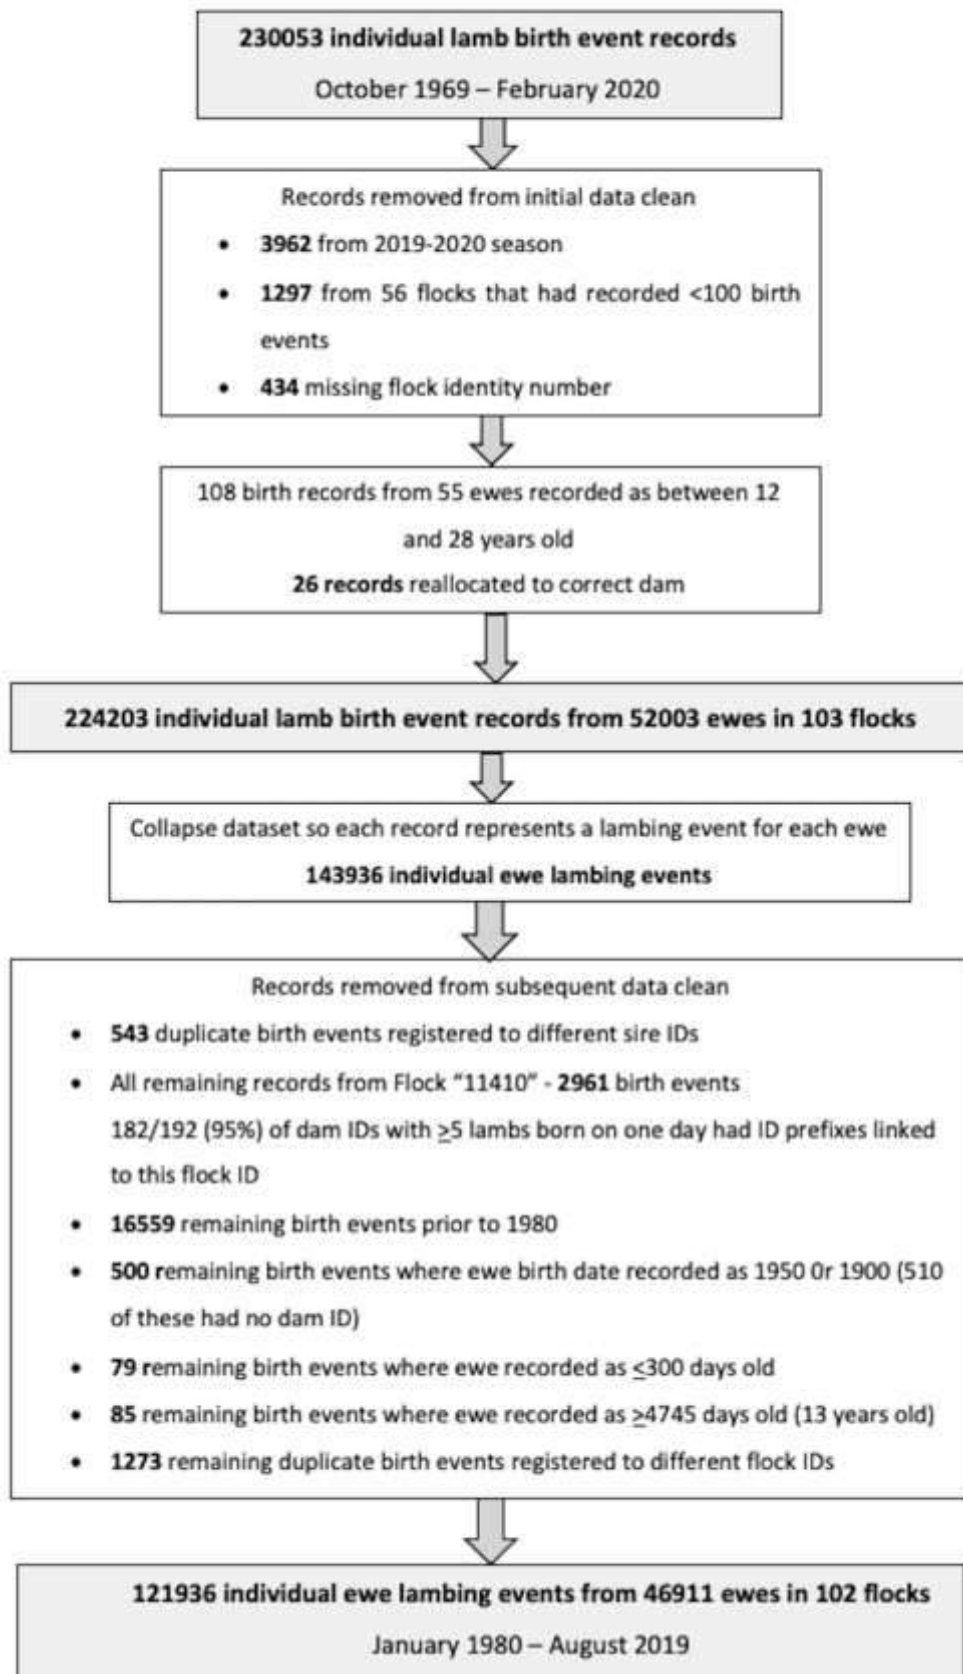 230053 individual lamb birth event records
October 1969 – February 2020
Records removed from initial data clean
• 3962 from 2019-2020 season
• 1297 from 56 flocks that had recorded <100 birth
events
• 434 missing flock identity number
108 birth records from 55 ewes recorded as between 12
and 28 years old
26 records reallocated to correct dam
224203 individual lamb birth event records from 52003 ewes in 103 flocks
Collapse dataset so each record represents a lambing event for each ewe
143936 individual ewe lambing events
Records removed from subsequent data clean
• 543 duplicate birth events registered to different sire IDs
• All remaining records from Flock "11410" - 2961 birth events
182/192 (95%) of dam IDs with ≥5 lambs born on one day had ID prefixes linked
to this flock ID
• 16559 remaining birth events prior to 1980
• 500 remaining birth events where ewe birth date recorded as 1950 0r 1900 (510
of these had no dam ID)
• 79 remaining birth events where ewe recorded as ≤300 days old
• 85 remaining birth events where ewe recorded as ≥4745 days old (13 years old)
• 1273 remaining duplicate birth events registered to different flock IDs
121936 individual ewe lambing events from 46911 ewes in 102 flocks
January 1980 – August 2019